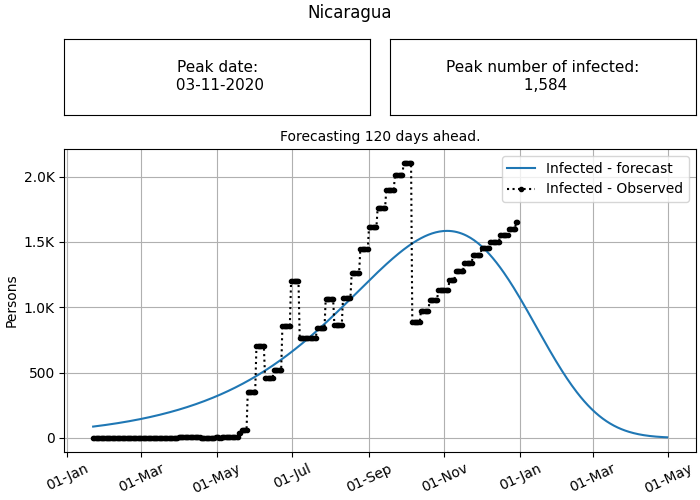 Nicaragua
Peak date:
03-11-2020
Peak number of infected:
1,584
Forecasting 120 days ahead.
Infected - forecast
Infected - Observed
Persons
2.0K
1.5K
1.0K
500
0
01-Jan
01-Mar
01-May
01-Jul
01-Sep
01-Nov
01-Jan
01-Mar
01-May